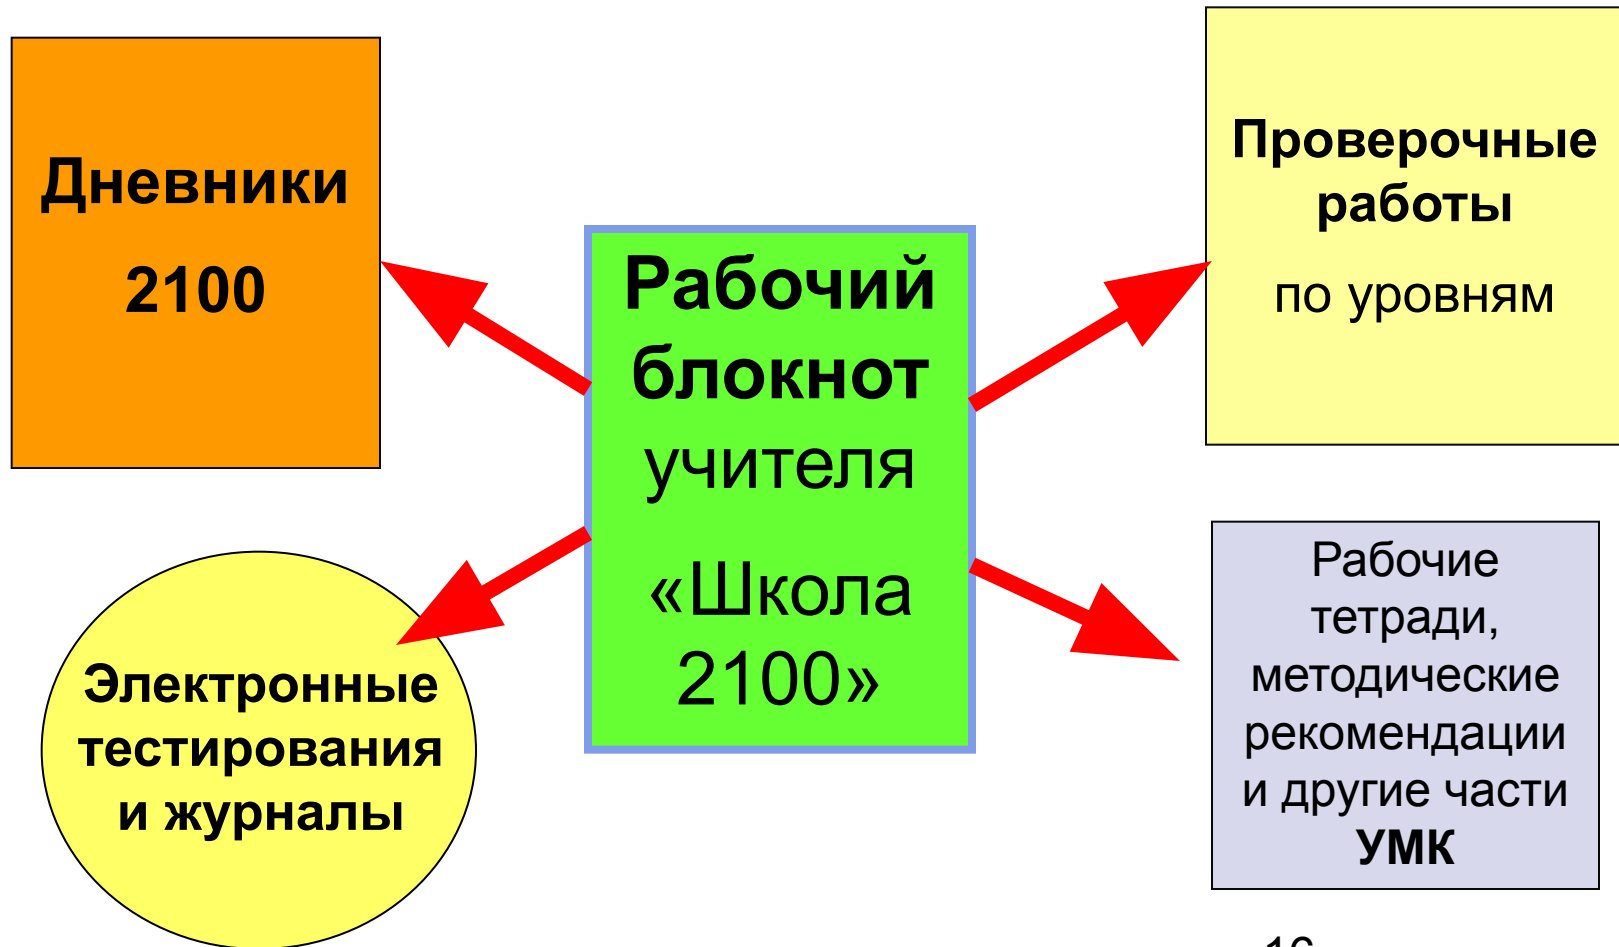 Дневники
2100
Проверочные
работы
по уровням
Рабочий
блокнот
учителя
«Школа
2100»
Электронные
тестирования
и журналы
Рабочие
тетради,
методические
рекомендации
и другие части
УМК
16